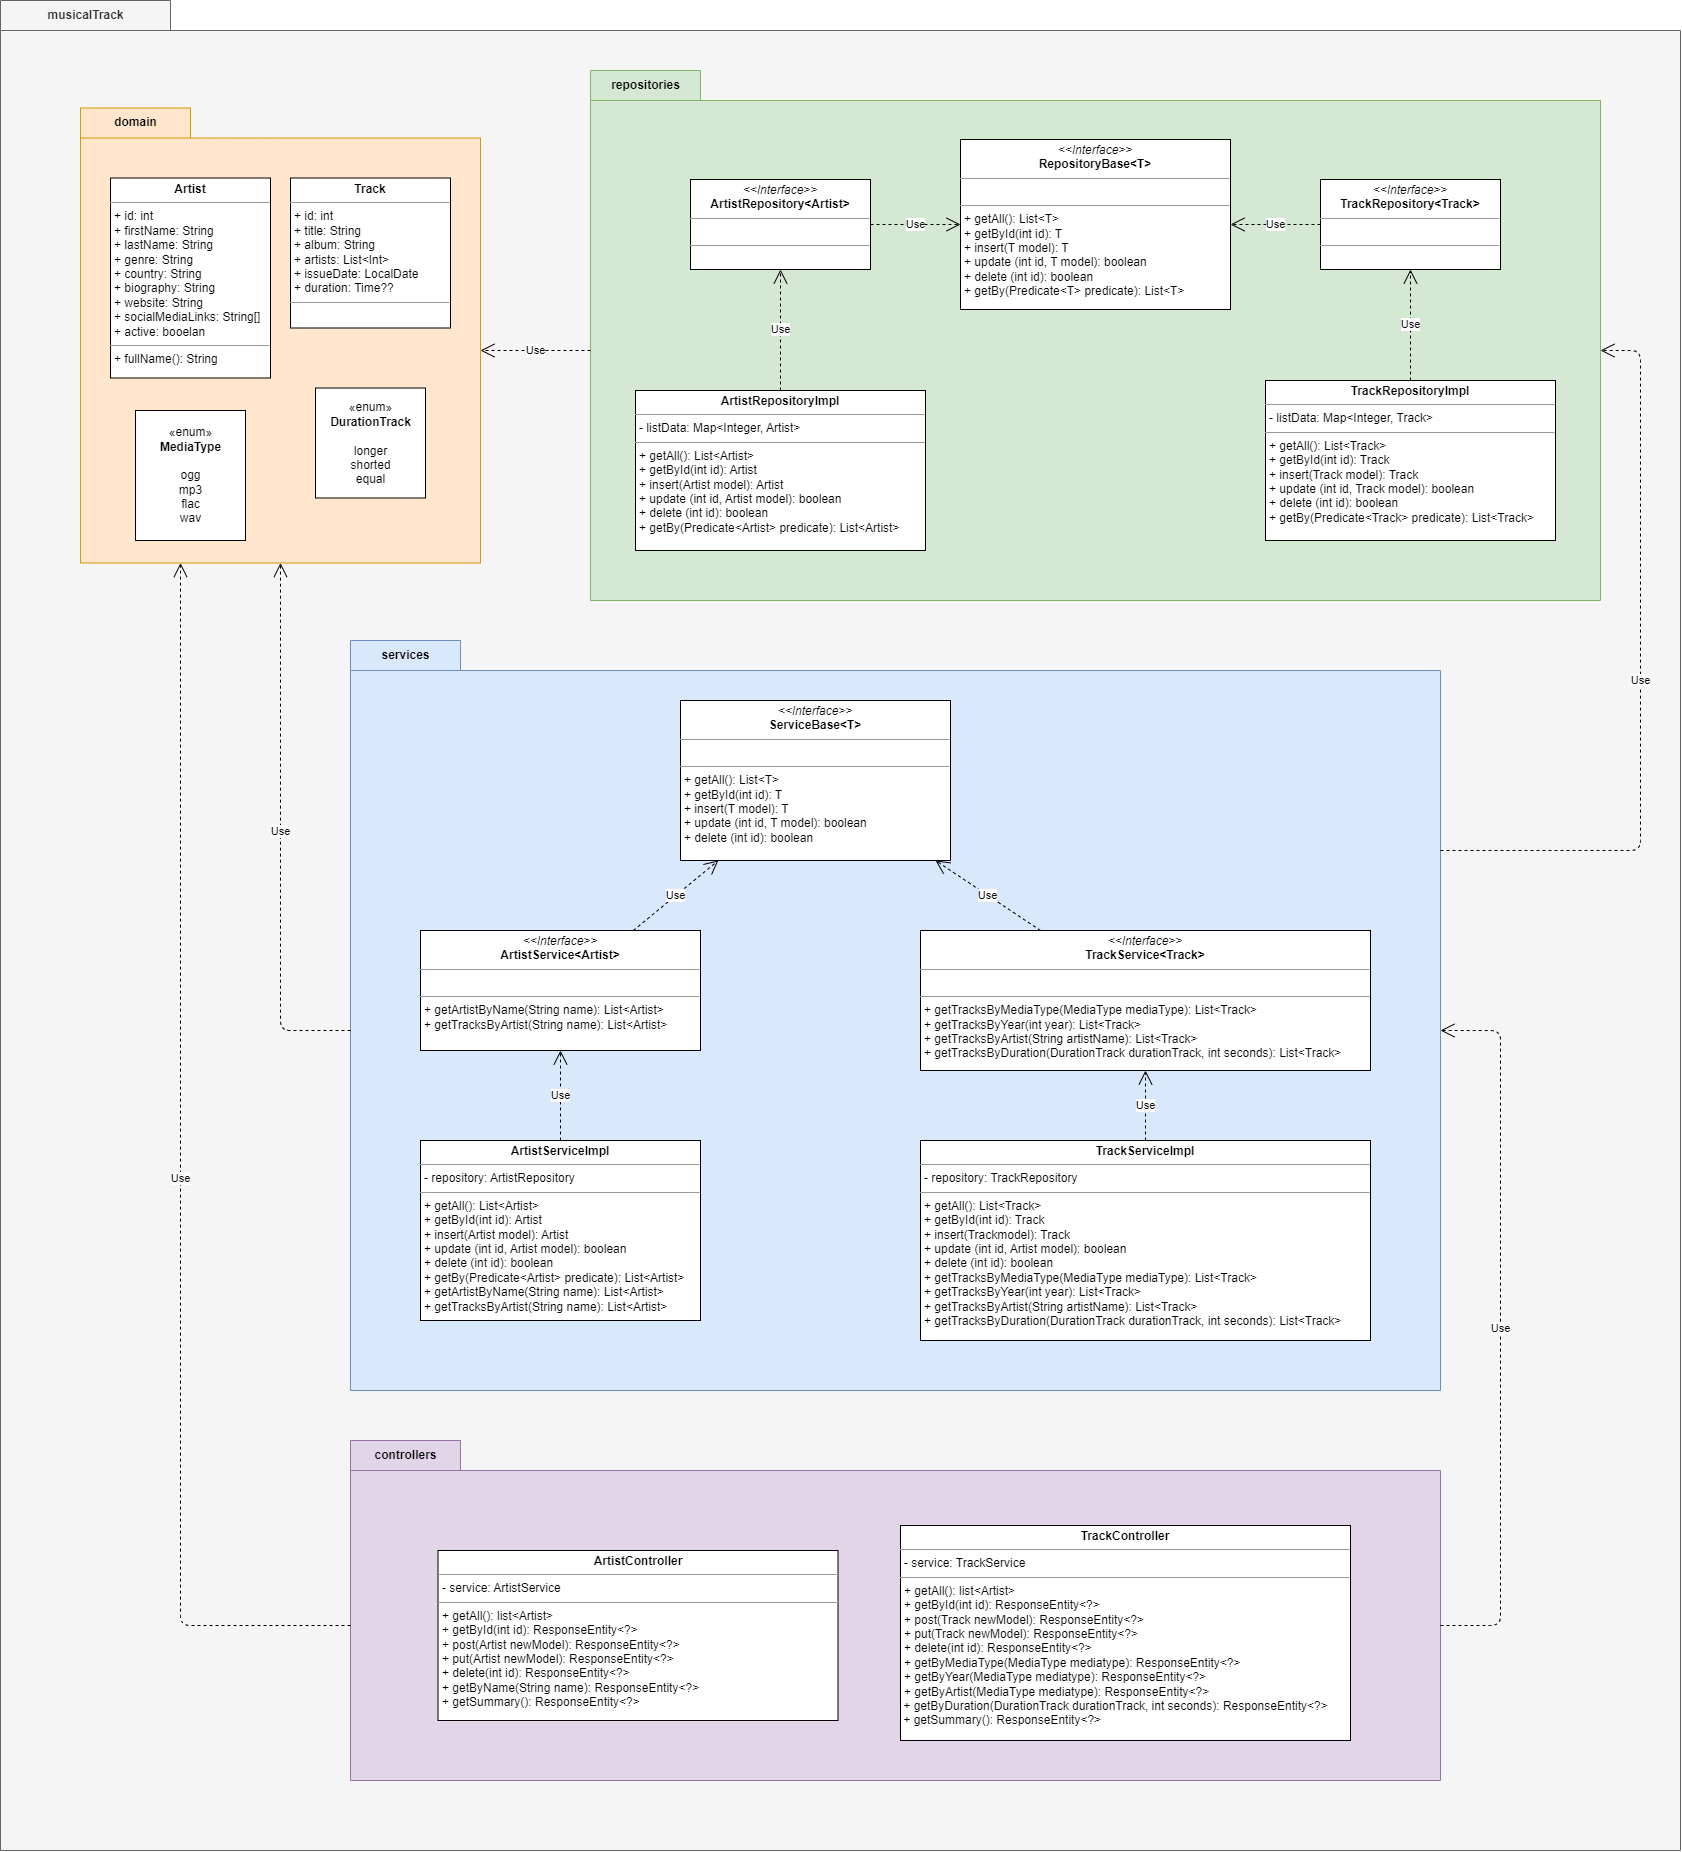 musicalTrack
domain
Artist
+ id: int
+ firstName: String
+ lastName: String
+ genre: String
+ country: String
+ biography: String
+ website: String
+ socialMediaLinks: String[]
+ active: booelan
+ fullName(): String
Track
+ id: int
+ title: String
+ album: String
+ artists: List<Int>
+ issueDate: LocalDate
+ duration: Time??
«enum»
MediaType
ogg
mp3
flac
wav
«enum»
DurationTrack
longer
shorted
equal
Use
repositories
<<Interface>>
ArtistRepository<Artist>
Use
<<Interface>>
RepositoryBase<T>
+ getAll(): List<T>
+ getById(int id): T
+ insert(T model): T
+ update (int id, T model): boolean
+ delete (int id): boolean
+ getBy(Predicate<T> predicate): List<T>
Use
<<Interface>>
TrackRepository<Track>
Use
Use
ArtistRepositoryImpl
- listData: Map<Integer, Artist>
+ getAll(): List<Artist>
+ getById(int id): Artist
+ insert(Artist model): Artist
+ update (int id, Artist model): boolean
+ delete (int id): boolean
+ getBy(Predicate<Artist> predicate): List<Artist>
TrackRepositoryImpl
- listData: Map<Integer, Track>
+ getAll(): List<Track>
+ getById(int id): Track
+ insert(Track model): Track
+ update (int id, Track model): boolean
+ delete (int id): boolean
+ getBy(Predicate<Track> predicate): List<Track>
Use
Use
Use
services
<<Interface>>
ServiceBase<T>
+ getAll(): List<T>
+ getById(int id): T
+ insert(T model): T
+ update (int id, T model): boolean
+ delete (int id): boolean
Use
Use
<<Interface>>
ArtistService<Artist>
+ getArtistByName(String name): List<Artist>
+ getTracksByArtist(String name): List<Artist>
<<Interface>>
TrackService<Track>
+ getTracksByMediaType(MediaType mediaType): List<Track>
+ getTracksByYear(int year): List<Track>
+ getTracksByArtist(String artistName): List<Track>
+ getTracksByDuration(DurationTrack durationTrack, int seconds): List<Track>
Use
Use
ArtistServiceImpl
- repository: ArtistRepository
+ getAll(): List<Artist>
+ getById(int id): Artist
+ insert(Artist model): Artist
+ update (int id, Artist model): boolean
+ delete (int id): boolean
+ getBy(Predicate<Artist> predicate): List<Artist>
+ getArtistByName(String name): List<Artist>
+ getTracksByArtist(String name): List<Artist>
TrackServiceImpl
- repository: TrackRepository
+ getAll(): List<Track>
+ getById(int id): Track
+ insert(Trackmodel): Track
+ update (int id, Artist model): boolean
+ delete (int id): boolean
+ getTracksByMediaType(MediaType mediaType): List<Track>
+ getTracksByYear(int year): List<Track>
+ getTracksByArtist(String artistName): List<Track>
+ getTracksByDuration(DurationTrack durationTrack, int seconds): List<Track>
Use
controllers
ArtistController
- service: ArtistService
+ getAll(): list<Artist>
+ getById(int id): ResponseEntity<?>
+ post(Artist newModel): ResponseEntity<?>
+ put(Artist newModel): ResponseEntity<?>
+ delete(int id): ResponseEntity<?>
+ getByName(String name): ResponseEntity<?>
+ getSummary(): ResponseEntity<?>
TrackController
- service: TrackService
+ getAll(): list<Artist>
+ getById(int id): ResponseEntity<?>
+ post(Track newModel): ResponseEntity<?>
+ put(Track newModel): ResponseEntity<?>
+ delete(int id): ResponseEntity<?>
+ getByMediaType(MediaType mediatype): ResponseEntity<?>
+ getByYear(MediaType mediatype): ResponseEntity<?>
+ getByArtist(MediaType mediatype): ResponseEntity<?>
+ getByDuration(DurationTrack durationTrack, int seconds): ResponseEntity<?>
+ getSummary(): ResponseEntity<?>
Use